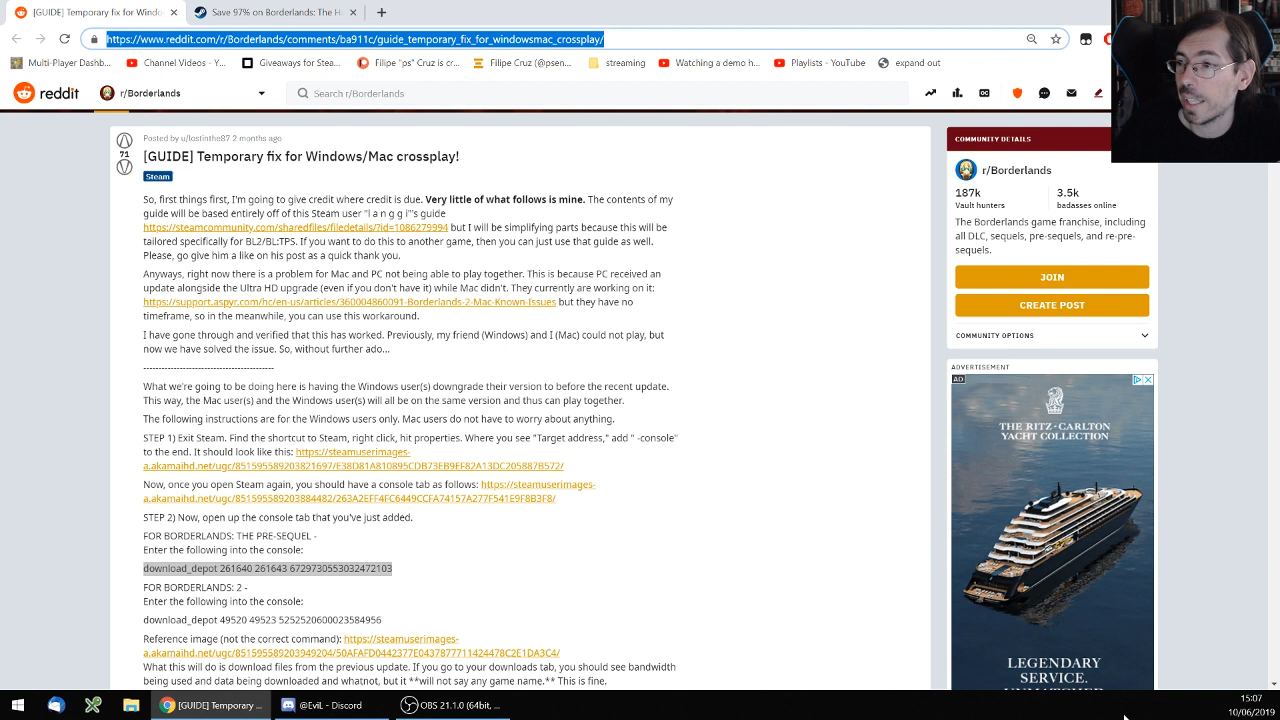 [GUIDE] Temporary fix for Windo
Save 97% on Borderlands: The H
https://www.reddit.com/r/Borderlands/comments/ba911c/guide_temporary_fix_for_windowsmac_crossplay/
Multi-Player Dashb...
Channel Videos - Y...
Giveaways for Stea...
Filipe "ps" Cruz is cr...
Filipe Cruz (@psen...
streaming
Watching a demo h...
Playlists - YouTube
expand out
reddit
r/Borderlands
Search r/Borderlands
Posted by u/lostinthe87 2 months ago
71
[GUIDE] Temporary fix for Windows/Mac crossplay!
Steam
So, first things first, I'm going to give credit where credit is due. Very little of what follows is mine. The contents of my
guide will be based entirely off of this Steam user "l a n g g i"'s guide
https://steamcommunity.com/sharedfiles/filedetails/?id=1086279994 but I will be simplifying parts because this will be
tailored specifically for BL2/BL:TPS. If you want to do this to another game, then you can just use that guide as well.
Please, go give him a like on his post as a quick thank you.
Anyways, right now there is a problem for Mac and PC not being able to play together. This is because PC received an
update alongside the Ultra HD upgrade (even if you don't have it) while Mac didn't. They currently are working on it:
https://support.aspyr.com/hc/en-us/articles/360004860091-Borderlands-2-Mac-Known-Issues but they have no
timeframe, so in the meanwhile, you can use this workaround.
I have gone through and verified that this has worked. Previously, my friend (Windows) and I (Mac) could not play, but
now we have solved the issue. So, without further ado...
------------------------------------------
What we're going to be doing here is having the Windows user(s) downgrade their version to before the recent update.
This way, the Mac user(s) and the Windows user(s) will all be on the same version and thus can play together.
The following instructions are for the Windows users only. Mac users do not have to worry about anything.
STEP 1) Exit Steam. Find the shortcut to Steam, right click, hit properties. Where you see "Target address," add " -console"
to the end. It should look like this: https://steamuserimages-
a.akamaihd.net/ugc/851595589203821697/E38D81A810895CDB73EB9EF82A13DC205887B572/
Now, once you open Steam again, you should have a console tab as follows: https://steamuserimages-
a.akamaihd.net/ugc/851595589203884482/263A2EFF4FC6449CCFA74157A277F541E9F8B3F8/
STEP 2) Now, open up the console tab that you've just added.
FOR BORDERLANDS: THE PRE-SEQUEL -
Enter the following into the console:
download_depot 261640 261643 6729730553032472103
FOR BORDERLANDS: 2 -
Enter the following into the console:
download_depot 49520 49523 5252520600023584956
Reference image (not the correct command): https://steamuserimages-
a.akamaihd.net/ugc/851595589203949204/50AFAFD0442377E0437877711424478C2E1DA3C4/
What this will do is download files from the previous update. If you go to your downloads tab, you should see bandwidth
being used and data being downloaded and whatnot, but it **will not say any game name.** This is fine.
COMMUNITY DETAILS
r/Borderlands
187k
3.5k
Vault hunters
badasses online
The Borderlands game franchise, including
all DLC, sequels, pre-sequels, and re-pre-
sequels.
JOIN
CREATE POST
COMMUNITY OPTIONS
ADVERTISEMENT
AD
THE RITZ-CARLTON
YACHT COLLECTION
LEGENDARY
SERVICE.
UNMATCHED
[GUIDE] Temporary ...
@EviL - Discord
OBS 21.1.0 (64bit, ...
15:07
10/06/2019